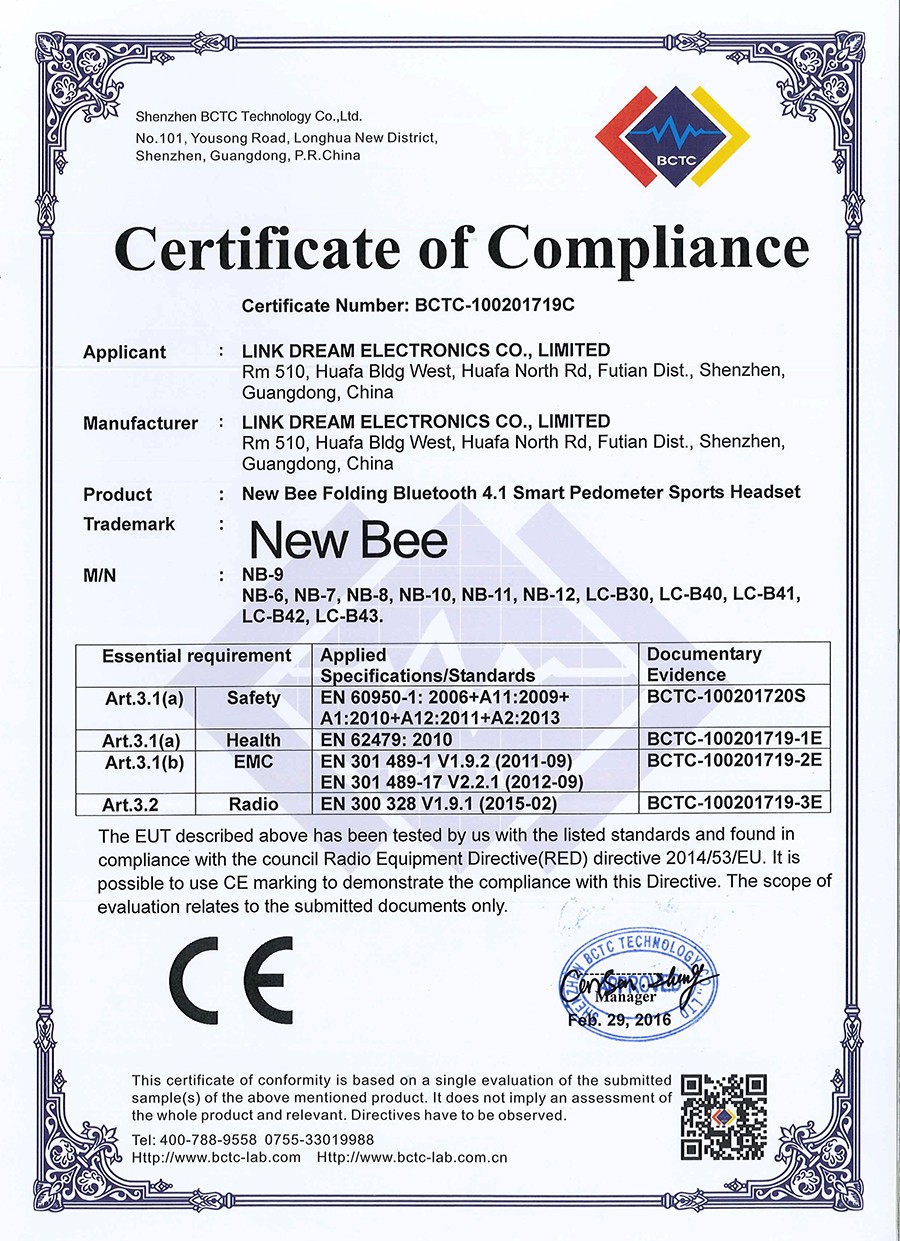 Shenzhen BCTC Technology Co.,Ltd.
No.101, Yousong Road, Longhua New District,
Shenzhen, Guangdong, P.R.China
BCTC
Certificate of Compliance
Certificate Number: BCTC-100201719C
Applicant : LINK DREAM ELECTRONICS CO., LIMITED
Rm 510, Huafa Bldg West, Huafa North Rd, Futian Dist., Shenzhen,
Guangdong, China
Manufacturer : LINK DREAM ELECTRONICS CO., LIMITED
Rm 510, Huafa Bldg West, Huafa North Rd, Futian Dist., Shenzhen,
Guangdong, China
Product : New Bee Folding Bluetooth 4.1 Smart Pedometer Sports Headset
Trademark : New Bee
M/N : NB-9
NB-6, NB-7, NB-8, NB-10, NB-11, NB-12, LC-B30, LC-B40, LC-B41,
LC-B42, LC-B43.
Essential requirement Applied Documentary
Specifications/Standards Evidence
Art.3.1(a) Safety EN 60950-1: 2006+A11:2009+ BCTC-100201720S
A1:2010+A12:2011+A2:2013
Art.3.1(a) Health EN 62479: 2010 BCTC-100201719-1E
Art.3.1(b) EMC EN 301 489-1 V1.9.2 (2011-09) BCTC-100201719-2E
EN 301 489-17 V2.2.1 (2012-09)
Art.3.2 Radio EN 300 328 V1.9.1 (2015-02) BCTC-100201719-3E
The EUT described above has been tested by us with the listed standards and found in
compliance with the council Radio Equipment Directive(RED) directive 2014/53/EU. It is
possible to use CE marking to demonstrate the compliance with this Directive. The scope of
evaluation relates to the submitted documents only.
CE
SHENZHEN BCTC TECHNOLOGY CO., LTD
APPROVED
Manager
Feb. 29, 2016
This certificate of conformity is based on a single evaluation of the submitted
sample(s) of the above mentioned product. It does not imply an assessment of
the whole product and relevant. Directives have to be observed.
Tel: 400-788-9558 0755-33019988
Http://www.bctc-lab.com Http://www.bctc-lab.com.cn